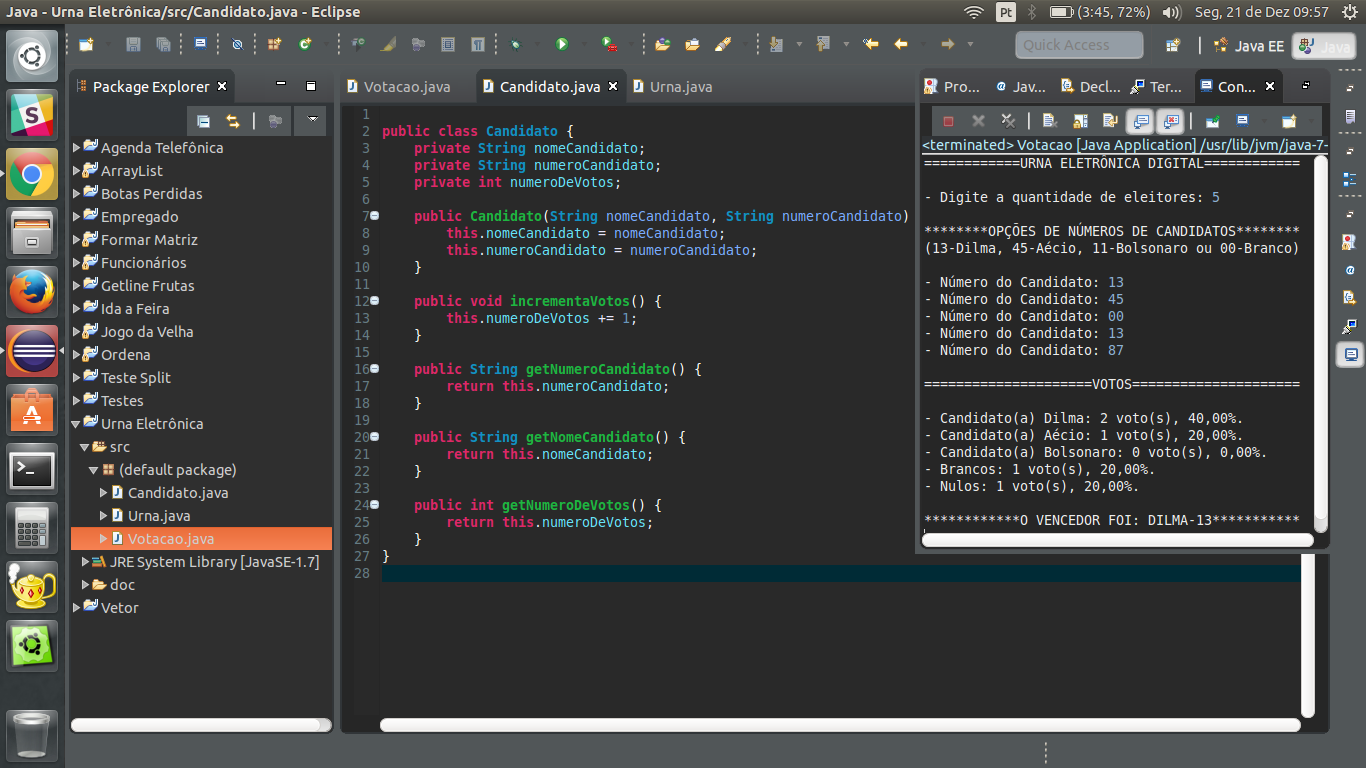 Java - Urna Eletrônica/src/Candidato.java - Eclipse
Pt
(3:45, 72%)
Seg, 21 de Dez 09:57
Quick Access
Java EE
Java
Package Explorer
Agenda Telefônica
ArrayList
Botas Perdidas
Empregado
Formar Matriz
Funcionários
Getline Frutas
Ida a Feira
Jogo da Velha
Ordena
Teste Split
Testes
Urna Eletrônica
src
(default package)
Candidato.java
Urna.java
Votacao.java
JRE System Library [JavaSE-1.7]
doc
Vetor
Votacao.java
Candidato.java
Urna.java
1
2 public class Candidato {
3 private String nomeCandidato;
4 private String numeroCandidato;
5 private int numeroDeVotos;
6
7 public Candidato(String nomeCandidato, String numeroCandidato)
8 this.nomeCandidato = nomeCandidato;
9 this.numeroCandidato = numeroCandidato;
10 }
11
12 public void incrementaVotos() {
13 this.numeroDeVotos += 1;
14 }
15
16 public String getNumeroCandidato() {
17 return this.numeroCandidato;
18 }
19
20 public String getNomeCandidato() {
21 return this.nomeCandidato;
22 }
23
24 public int getNumeroDeVotos() {
25 return this.numeroDeVotos;
26 }
27 }
28
Pro...
Jav...
Decl...
Ter...
Con...
<terminated> Votacao [Java Application] /usr/lib/jvm/java-7-
============URNA ELETRÔNICA DIGITAL============
- Digite a quantidade de eleitores: 5
********OPÇÕES DE NÚMEROS DE CANDIDATOS********
(13-Dilma, 45-Aécio, 11-Bolsonaro ou 00-Branco)
- Número do Candidato: 13
- Número do Candidato: 45
- Número do Candidato: 00
- Número do Candidato: 13
- Número do Candidato: 87
=====================VOTOS=====================
- Candidato(a) Dilma: 2 voto(s), 40,00%.
- Candidato(a) Aécio: 1 voto(s), 20,00%.
- Candidato(a) Bolsonaro: 0 voto(s), 0,00%.
- Brancos: 1 voto(s), 20,00%.
- Nulos: 1 voto(s), 20,00%.
************O VENCEDOR FOI: DILMA-13***********